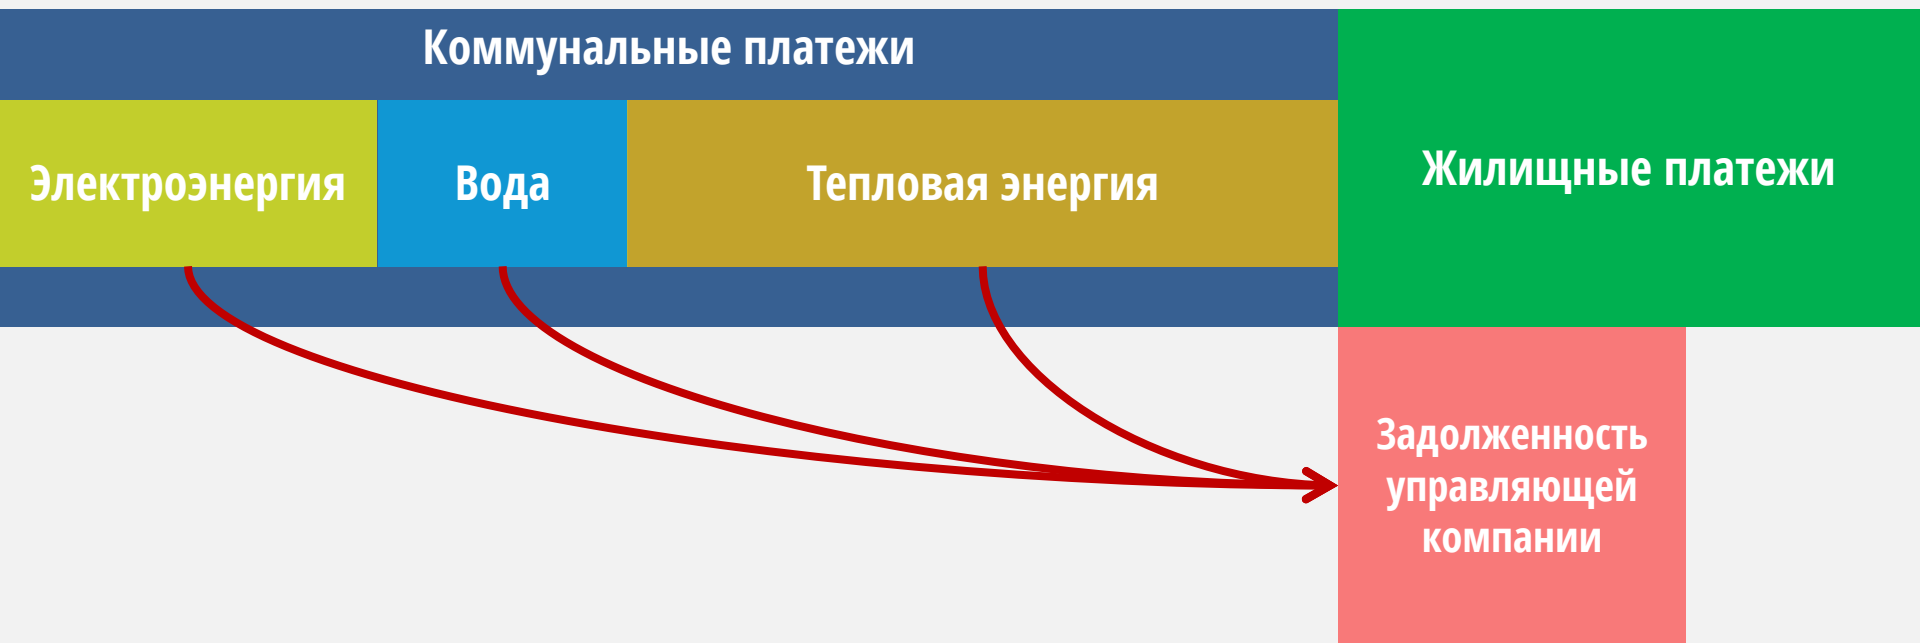 Коммунальные платежи
Электроэнергия
Вода
Тепловая энергия
Жилищные платежи
Задолженность
управляющей
компании